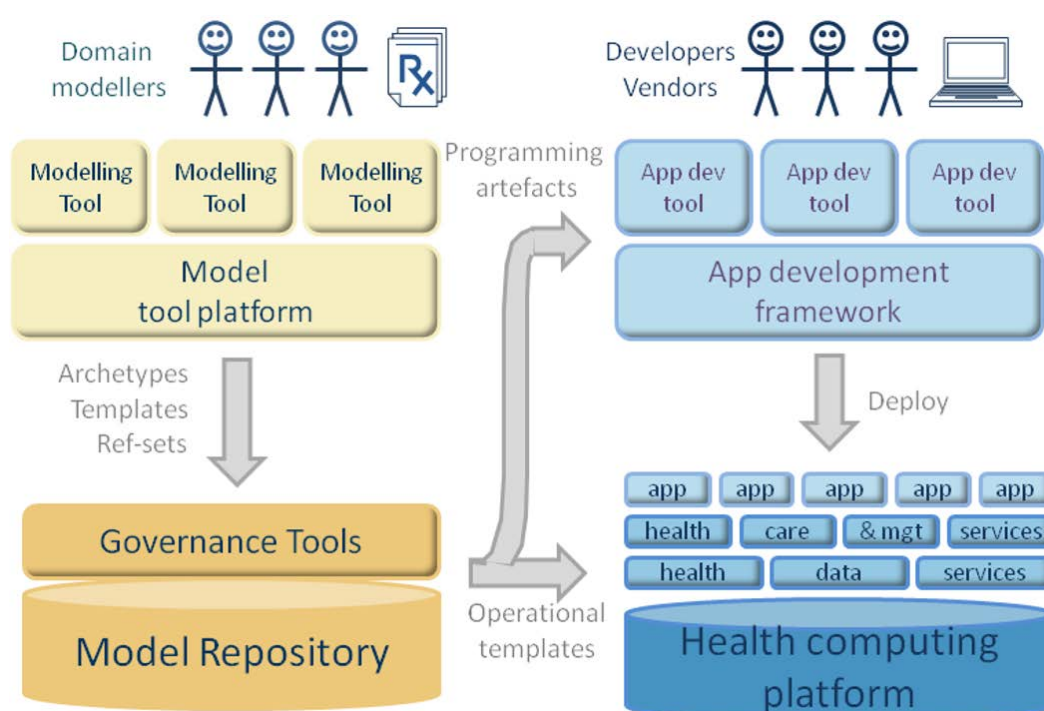 Domain
modellers
Rx
Developers
Vendors
Modelling
Tool
Modelling
Tool
Modelling
Tool
Programming
artefacts
App dev
tool
App dev
tool
App dev
tool
Model
tool platform
App development
framework
Archetypes
Templates
Ref-sets
Deploy
app
app
app
app
app
health
care
& mgt
services
health
data
services
Governance Tools
Model Repository
Operational
templates
Health computing
platform